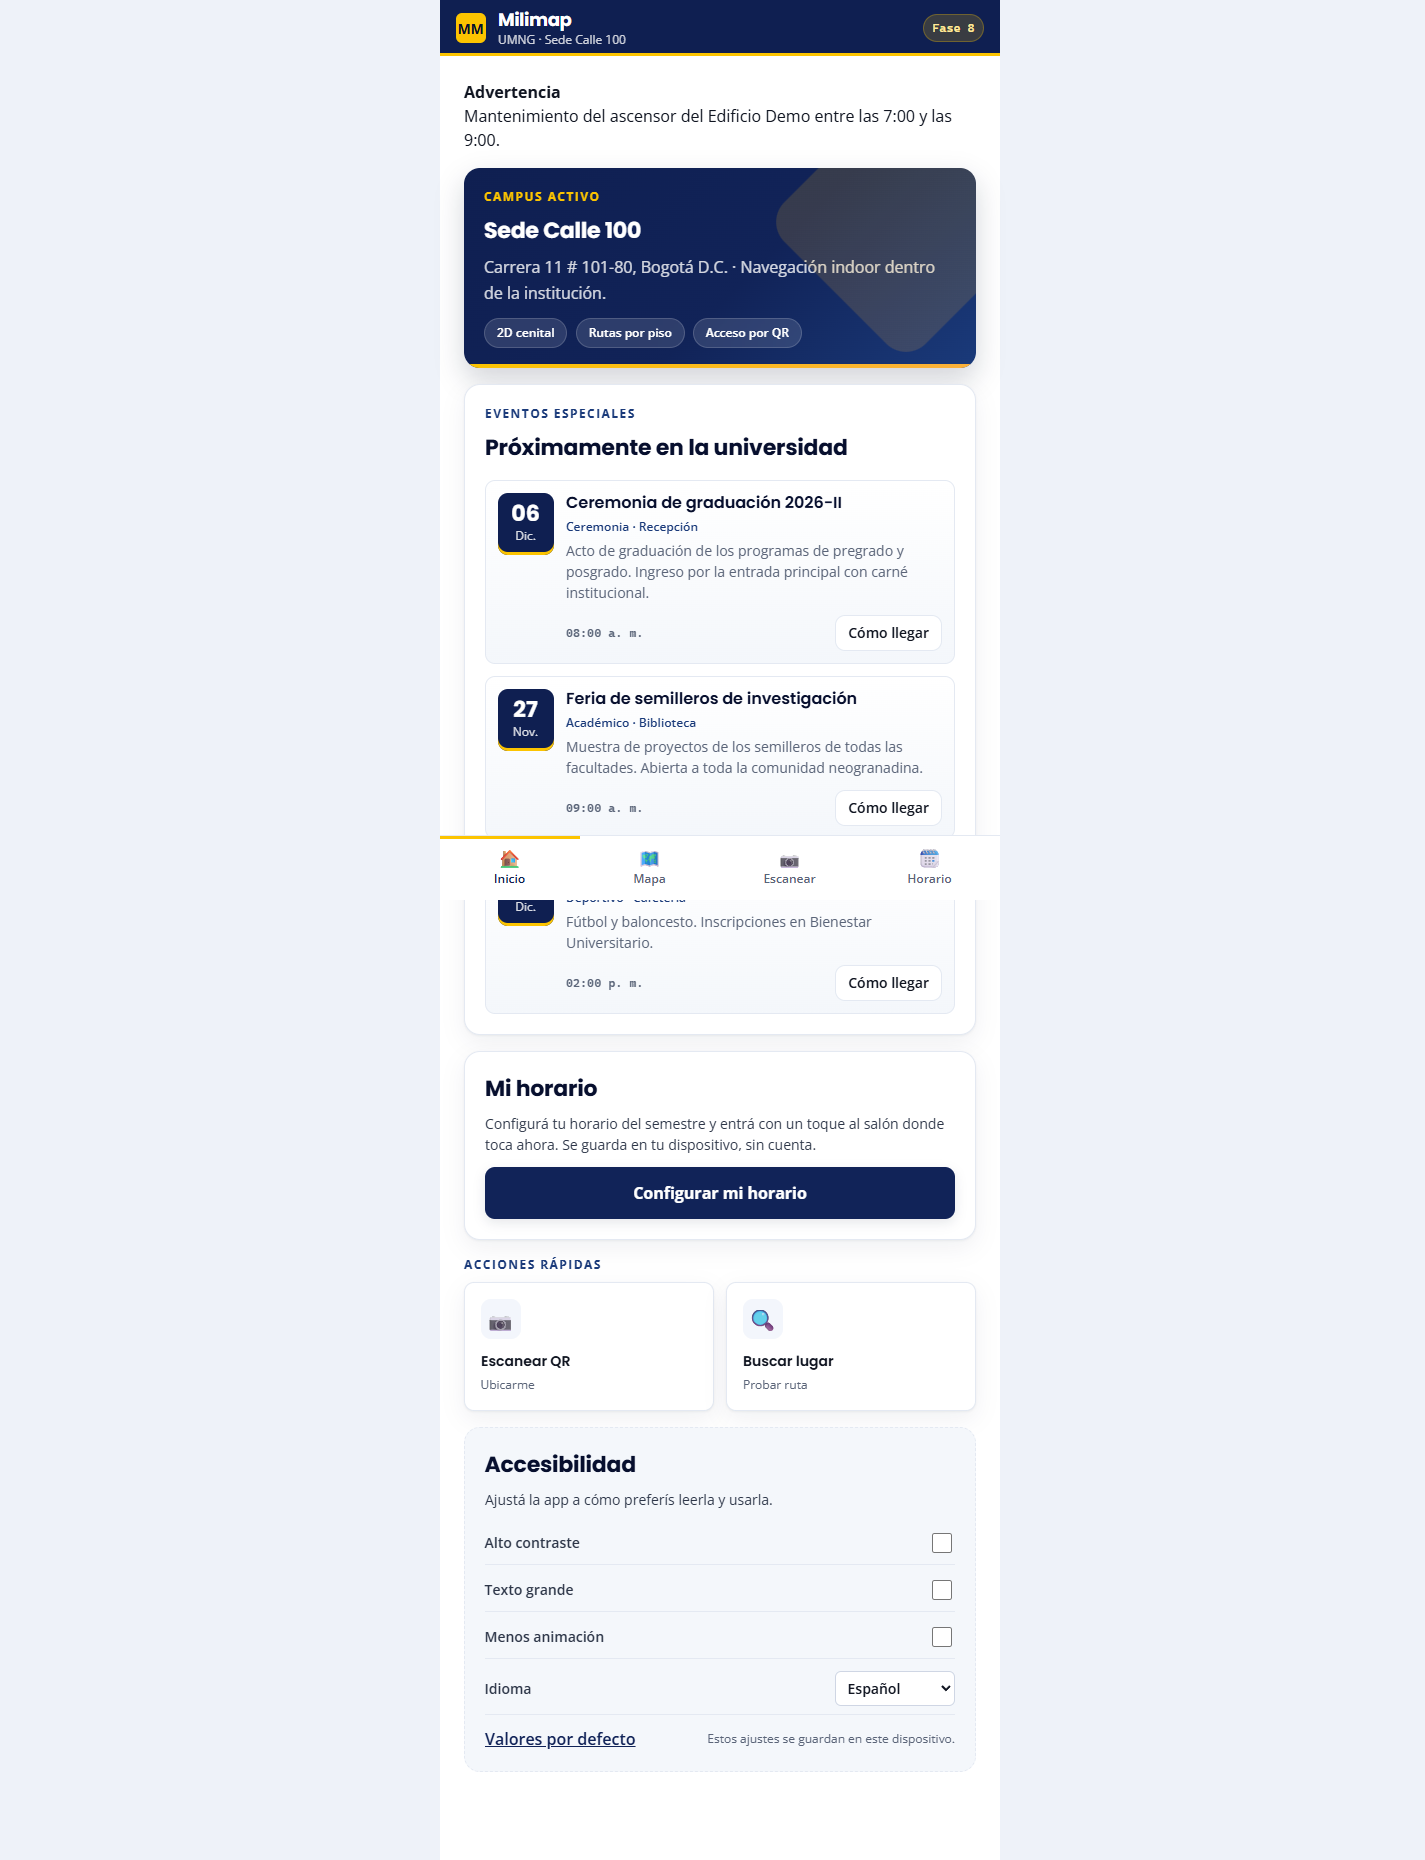 MM
Milimap
UMNG · Sede Calle 100
Fase 8
Advertencia
Mantenimiento del ascensor del Edificio Demo entre las 7:00 y las
9:00.
CAMPUS ACTIVO
Sede Calle 100
Carrera 11 # 101-80, Bogotá D.C. · Navegación indoor dentro
de la institución.
2D cenital
Rutas por piso
Acceso por QR
EVENTOS ESPECIALES
Próximamente en la universidad
06
Dic.
Ceremonia de graduación 2026-II
Ceremonia · Recepción
Acto de graduación de los programas de pregrado y
posgrado. Ingreso por la entrada principal con carné
institucional.
08:00 a. m.
Cómo llegar
27
Nov.
Feria de semilleros de investigación
Académico · Biblioteca
Muestra de proyectos de los semilleros de todas las
facultades. Abierta a toda la comunidad neogranadina.
09:00 a. m.
Cómo llegar
Inicio
Mapa
Escanear
Horario
Dic.
Fútbol y baloncesto. Inscripciones en Bienestar
Universitario.
02:00 p. m.
Cómo llegar
Mi horario
Configurá tu horario del semestre y entrá con un toque al salón donde
toca ahora. Se guarda en tu dispositivo, sin cuenta.
Configurar mi horario
ACCIONES RÁPIDAS
Escanear QR
Ubicarme
Buscar lugar
Probar ruta
Accesibilidad
Ajustá la app a cómo preferís leerla y usarla.
Alto contraste
Texto grande
Menos animación
Idioma
Español
Valores por defecto
Estos ajustes se guardan en este dispositivo.